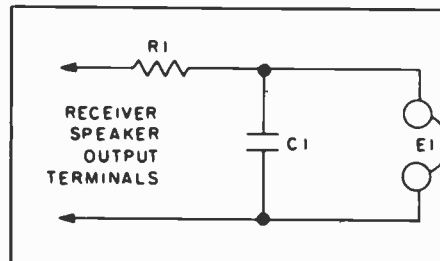 R1
RECEIVER
SPEAKER
OUTPUT
TERMINALS
C1
E1